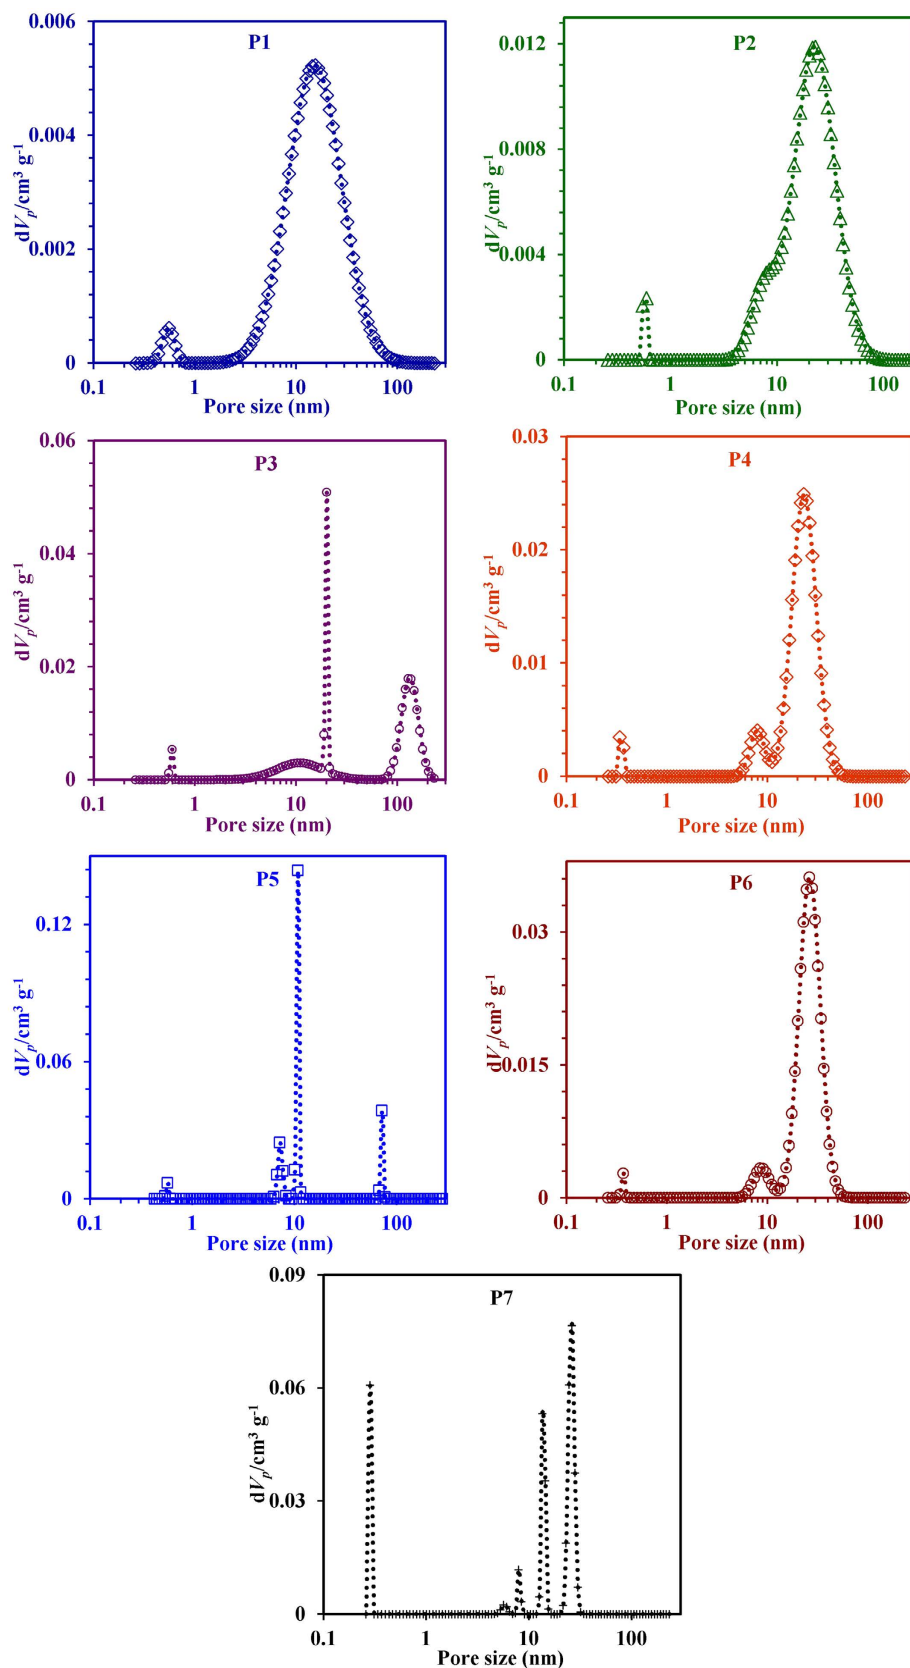 P1
0.006
0.004
0.002
0
dVp/cm³ g⁻¹
0.1 1 10 100
Pore size (nm)
P2
0.012
0.008
0.004
0
dVp/cm³ g⁻¹
0.1 1 10 100
Pore size (nm)
P3
0.06
0.04
0.02
0
dVp/cm³ g⁻¹
0.1 1 10 100
Pore size (nm)
P4
0.03
0.02
0.01
0
dVp/cm³ g⁻¹
0.1 1 10 100
Pore size (nm)
P5
0.12
0.06
0
dVp/cm³ g⁻¹
0.1 1 10 100
Pore size (nm)
P6
0.03
0.015
0
dVp/cm³ g⁻¹
0.1 1 10 100
Pore size (nm)
P7
0.09
0.06
0.03
0
dVp/cm³ g⁻¹
0.1 1 10 100
Pore size (nm)